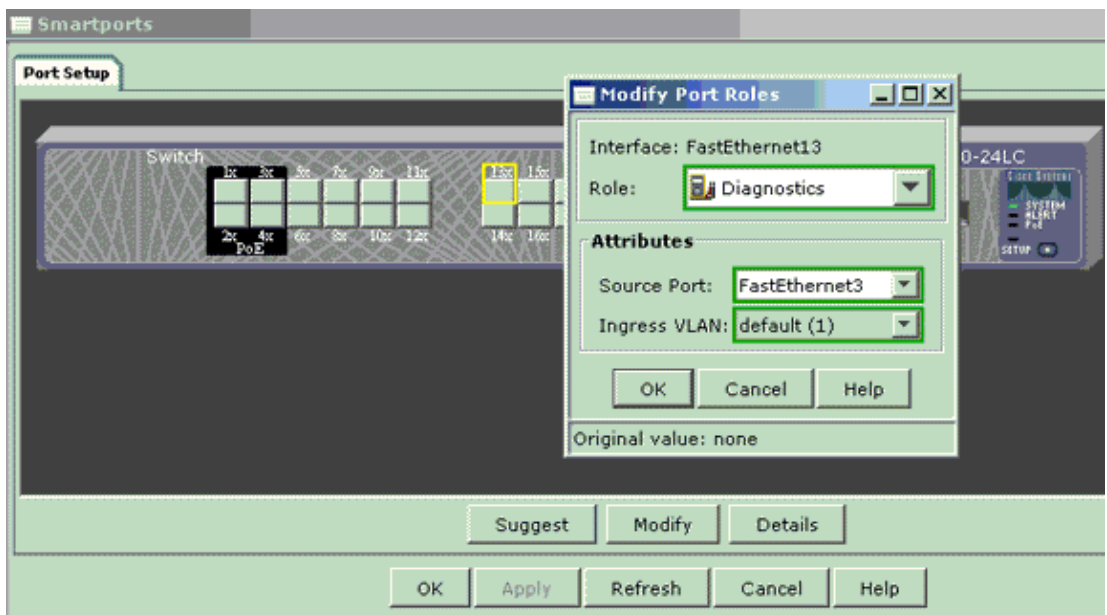 Smartports
Port Setup
Modify Port Roles
Interface: FastEthernet13
Role: Diagnostics
Attributes
Source Port: FastEthernet3
Ingress VLAN: default (1)
OK Cancel Help
Original value: none
Switch
0-24LC
1x 3x 5x 7x 9x 11x 13x 15x
2x 4x 6x 8x 10x 12x 14x 16x
PoE
Cisco Systems
SYSTEM
ALERT
PoE
SETUP
Suggest Modify Details
OK Apply Refresh Cancel Help